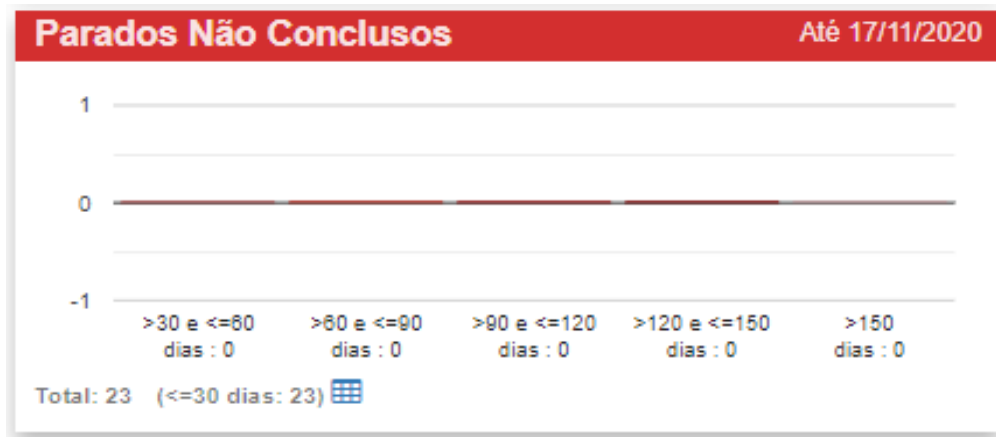 Parados Não Conclusos
Até 17/11/2020
1
0
-1
>30 e <=60 >60 e <=90 >90 e <=120 >120 e <=150 >150
dias : 0 dias : 0 dias : 0 dias : 0 dias : 0
Total: 23 (<=30 dias: 23)